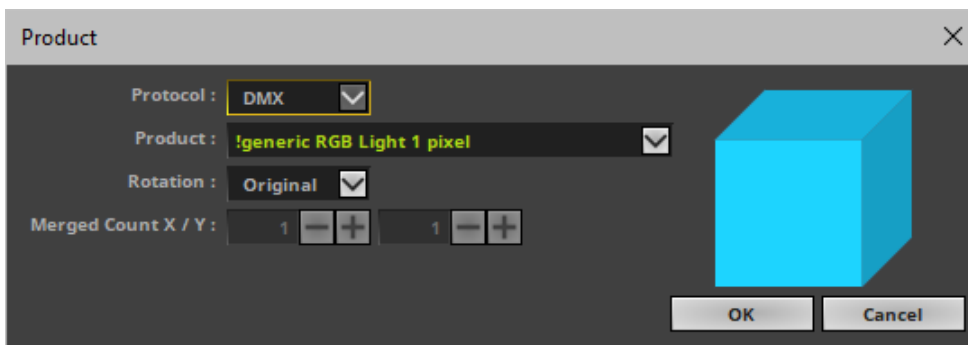 Product
Protocol : DMX
Product : !generic RGB Light 1 pixel
Rotation : Original
Merged Count X / Y : 1 1
OK Cancel